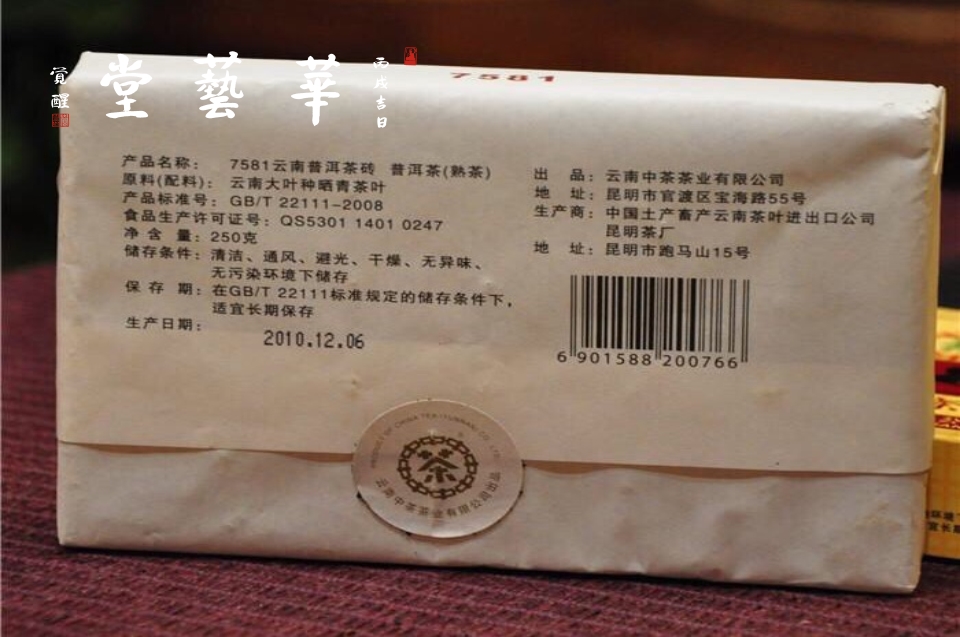 華藝堂
丙戌吉日
覺醒
7581
产品名称： 7581云南普洱茶砖 普洱茶(熟茶)
原料(配料)： 云南大叶种晒青茶叶
产品标准号：GB/T 22111-2008
食品生产许可证号：QS5301 1401 0247
净 含 量：250克
储存条件：清洁、通风、避光、干燥、无异味、
无污染环境下储存
保 存 期：在GB/T 22111标准规定的储存条件下，
适宜长期保存
生产日期：
2010.12.06
出 品：云南中茶茶业有限公司
地 址：昆明市官渡区宝海路55号
生产商：中国土产畜产云南茶叶进出口公司
昆明茶厂
地 址：昆明市跑马山15号
6 901588 200766
PRODUCT OF CHINA TEA (YUNNAN) CO., LTD.
茶
云南中茶茶业有限公司出品